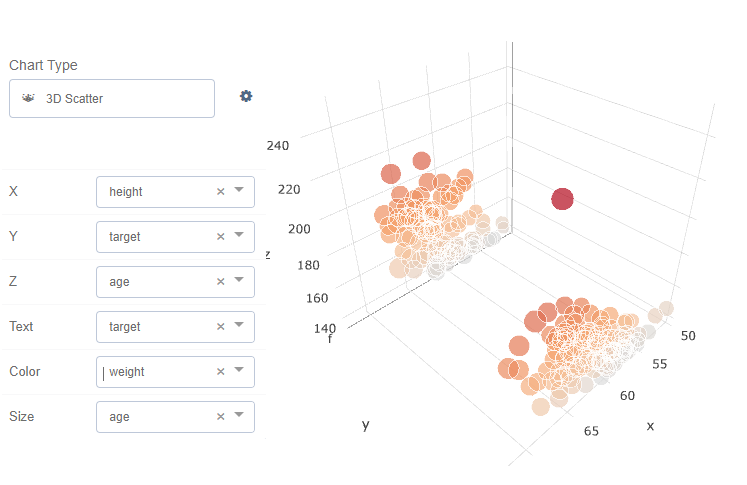 Chart Type
3D Scatter
X height
Y target
Z age
Text target
Color weight
Size age
240
220
200
z
180
160
140
f
y
50
55
60
65
x